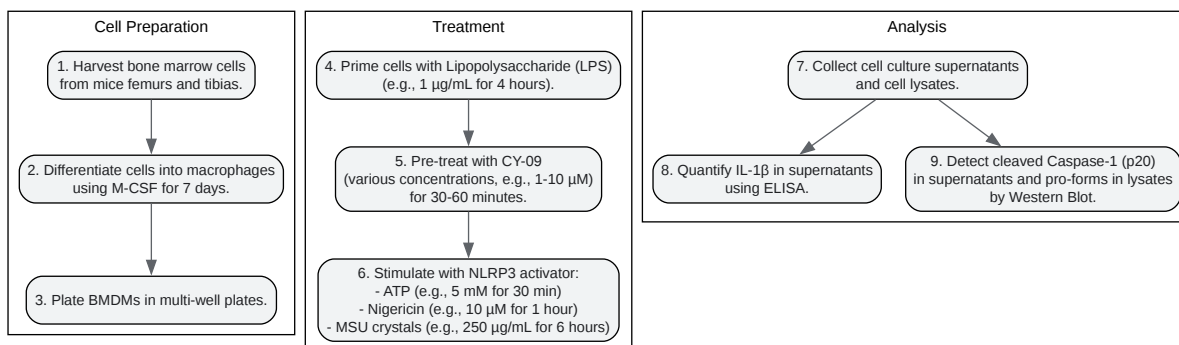 Cell Preparation
1. Harvest bone marrow cells
from mice femurs and tibias.
2. Differentiate cells into macrophages
using M-CSF for 7 days.
3. Plate BMDMs in multi-well plates.
Treatment
4. Prime cells with Lipopolysaccharide (LPS)
(e.g., 1 µg/mL for 4 hours).
5. Pre-treat with CY-09
(various concentrations, e.g., 1-10 µM)
for 30-60 minutes.
6. Stimulate with NLRP3 activator:
- ATP (e.g., 5 mM for 30 min)
- Nigericin (e.g., 10 µM for 1 hour)
- MSU crystals (e.g., 250 µg/mL for 6 hours)
Analysis
7. Collect cell culture supernatants
and cell lysates.
8. Quantify IL-1β in supernatants
using ELISA.
9. Detect cleaved Caspase-1 (p20)
in supernatants and pro-forms in lysates
by Western Blot.